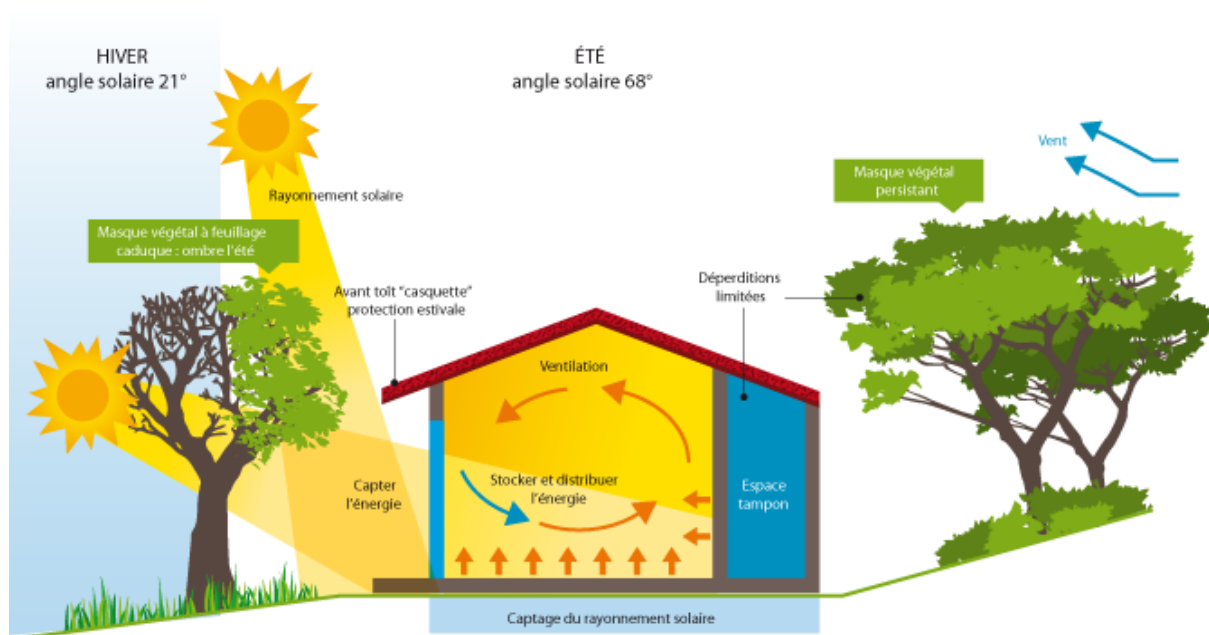 HIVER
angle solaire 21°
ÉTÉ
angle solaire 68°
Rayonnement solaire
Vent
Masque végétal
persistant
Masque végétal à feuillage
caduque : ombre l'été
Avant toît "casquette"
protection estivale
Déperditions
limitées
Ventilation
Capter
l'énergie
Stocker et distribuer
l'énergie
Espace
tampon
Captage du rayonnement solaire